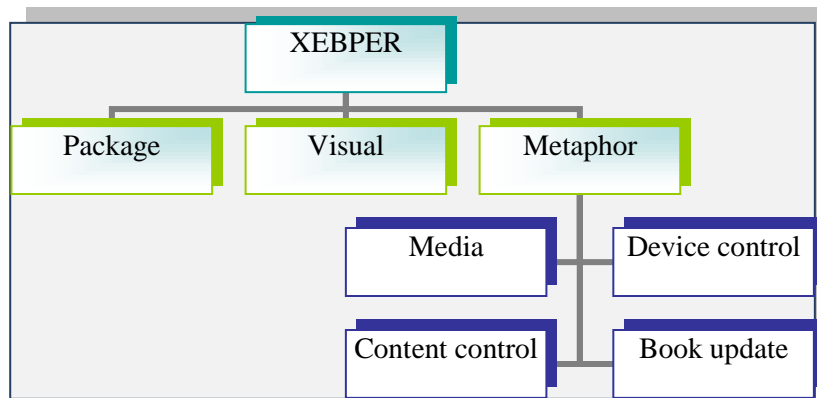 XEBPER
Package
Visual
Metaphor
Media
Device control
Content control
Book update